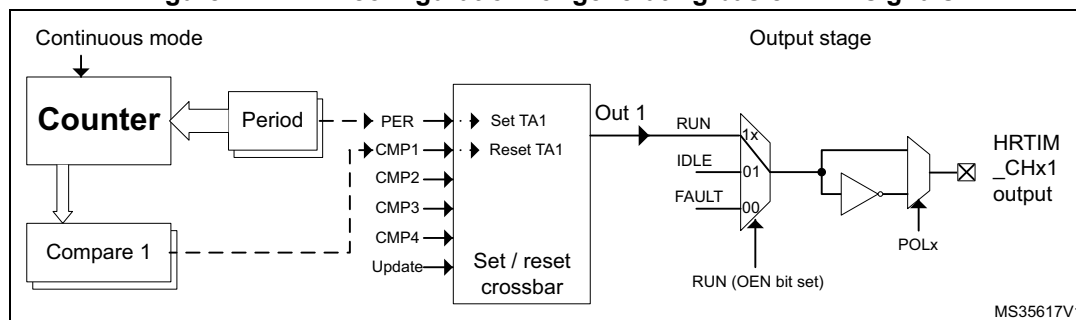 Continuous mode
Output stage
Counter
Period
PER
Set TA1
Out 1
RUN
1x
HRTIM
_CHx1
output
CMP1
Reset TA1
IDLE
01
CMP2
CMP3
FAULT
00
CMP4
POLx
Compare 1
Update
Set / reset
crossbar
RUN (OEN bit set)
MS35617V1